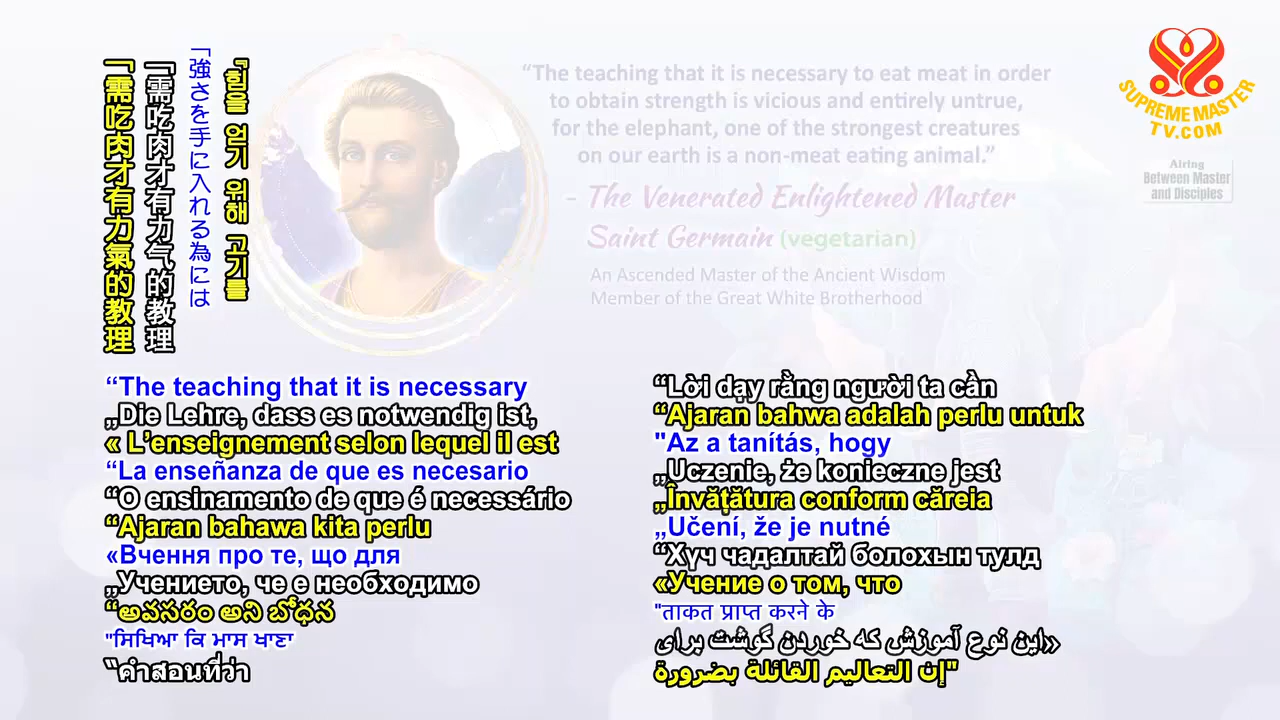 「需吃肉才有力氣的教理
「需吃肉才有力气的教理
「強さを手に入れる為には
『힘을 얻기 위해 고기를
“The teaching that it is necessary to eat meat in order
to obtain strength is vicious and entirely untrue,
for the elephant, one of the strongest creatures
on our earth is a non-meat eating animal.”
– The Venerated Enlightened Master
Saint Germain (vegetarian)
An Ascended Master of the Ancient Wisdom
Member of the Great White Brotherhood
SUPREME MASTER
TV.COM
Airing
Between Master
and Disciples
“The teaching that it is necessary
„Die Lehre, dass es notwendig ist,
« L’enseignement selon lequel il est
“La enseñanza de que es necesario
“O ensinamento de que é necessário
“Ajaran bahawa kita perlu
«Вчення про те, що для
„Учението, че е необходимо
“అవసరం అని బోధన
"ਸਿਖਿਆ ਕਿ ਮਾਸ ਖਾਣਾ
“คำสอนที่ว่า
“Lời dạy rằng người ta cần
“Ajaran bahwa adalah perlu untuk
"Az a tanítás, hogy
„Uczenie, że konieczne jest
„Învățătura conform căreia
„Učení, že je nutné
“Хүч чадалтай болохын тулд
«Учение о том, что
"ताकत प्राप्त करने के
«این نوع آموزش که خوردن گوشت برای
"إن التعاليم القائلة بضرورة